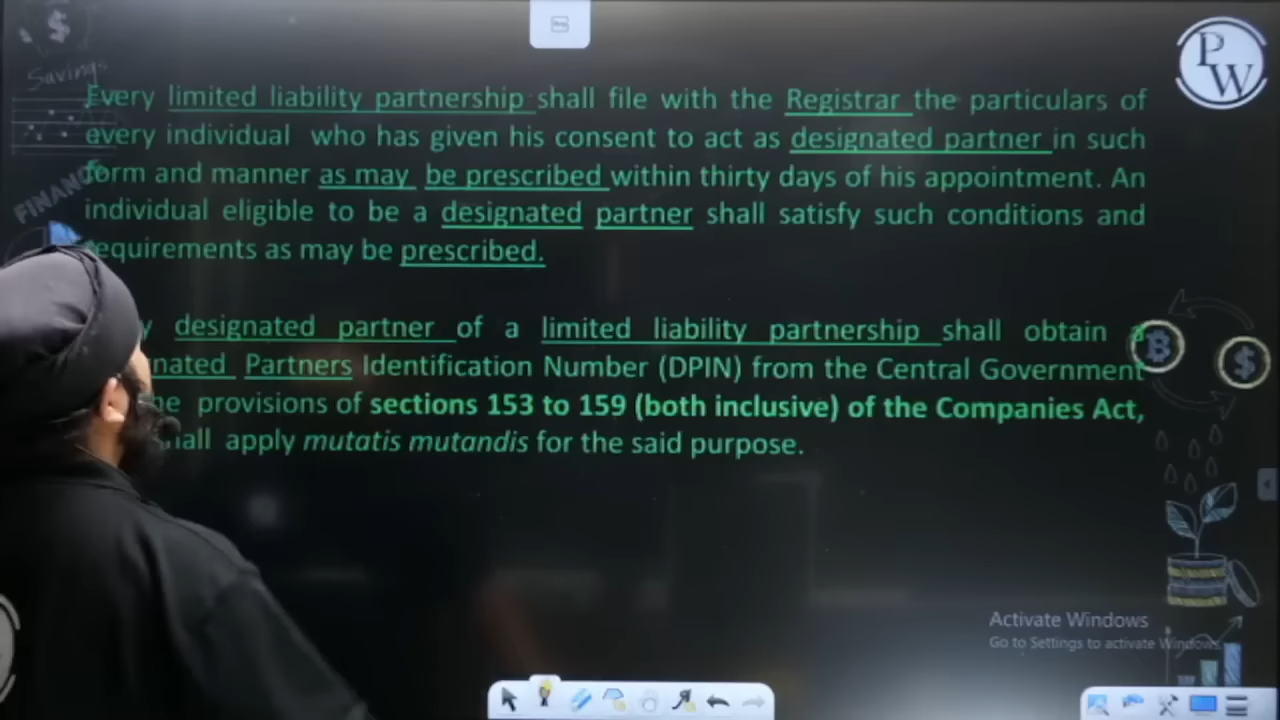 Savings
PW
Every limited liability partnership shall file with the Registrar the particulars of
every individual who has given his consent to act as designated partner in such
form and manner as may be prescribed within thirty days of his appointment. An
FINANC
individual eligible to be a designated partner shall satisfy such conditions and
requirements as may be prescribed.
y designated partner of a limited liability partnership shall obtain a
nated Partners Identification Number (DPIN) from the Central Government
he provisions of sections 153 to 159 (both inclusive) of the Companies Act,
hall apply mutatis mutandis for the said purpose.
Activate Windows
Go to Settings to activate Windows.